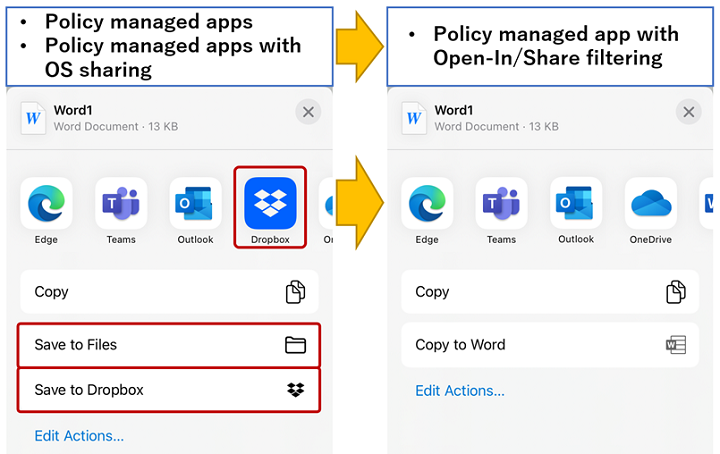 • Policy managed apps
• Policy managed apps with
OS sharing
Word1
Word Document · 13 KB
Edge
Teams
Outlook
Dropbox
Copy
Save to Files
Save to Dropbox
Edit Actions...
• Policy managed app with
Open-In/Share filtering
Word1
Word Document · 13 KB
Edge
Teams
Outlook
OneDrive
Copy
Copy to Word
Edit Actions...